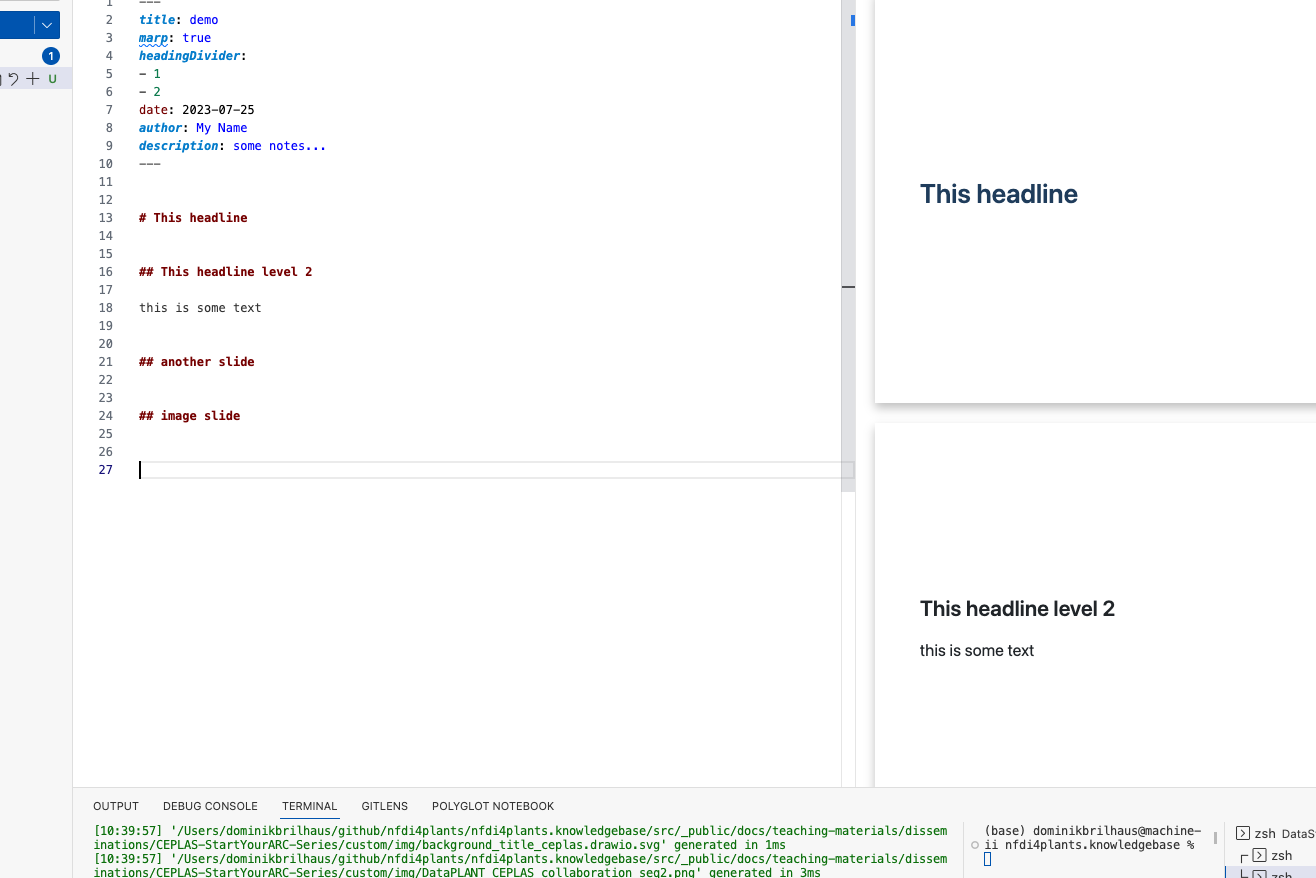 1 ---
2 title: demo
3 marp: true
4 headingDivider:
5 - 1
6 - 2
7 date: 2023-07-25
8 author: My Name
9 description: some notes...
10 ---
11
12
13 # This headline
14
15
16 ## This headline level 2
17
18 this is some text
19
20
21 ## another slide
22
23
24 ## image slide
25
26
27
1
U
This headline
This headline level 2
this is some text
OUTPUT DEBUG CONSOLE TERMINAL GITLENS POLYGLOT NOTEBOOK
[10:39:57] '/Users/dominikbrilhaus/github/nfdi4plants/nfdi4plants.knowledgebase/src/_public/docs/teaching-materials/dissem
inations/CEPLAS-StartYourARC-Series/custom/img/background_title_ceplas.drawio.svg' generated in 1ms
[10:39:57] '/Users/dominikbrilhaus/github/nfdi4plants/nfdi4plants.knowledgebase/src/_public/docs/teaching-materials/dissem
inations/CEPLAS-StartYourARC-Series/custom/img/DataPLANT_CEPLAS_collaboration_seq2.png' generated in 3ms
(base) dominikbrilhaus@machine-
ii nfdi4plants.knowledgebase %
zsh DataS
zsh
zsh